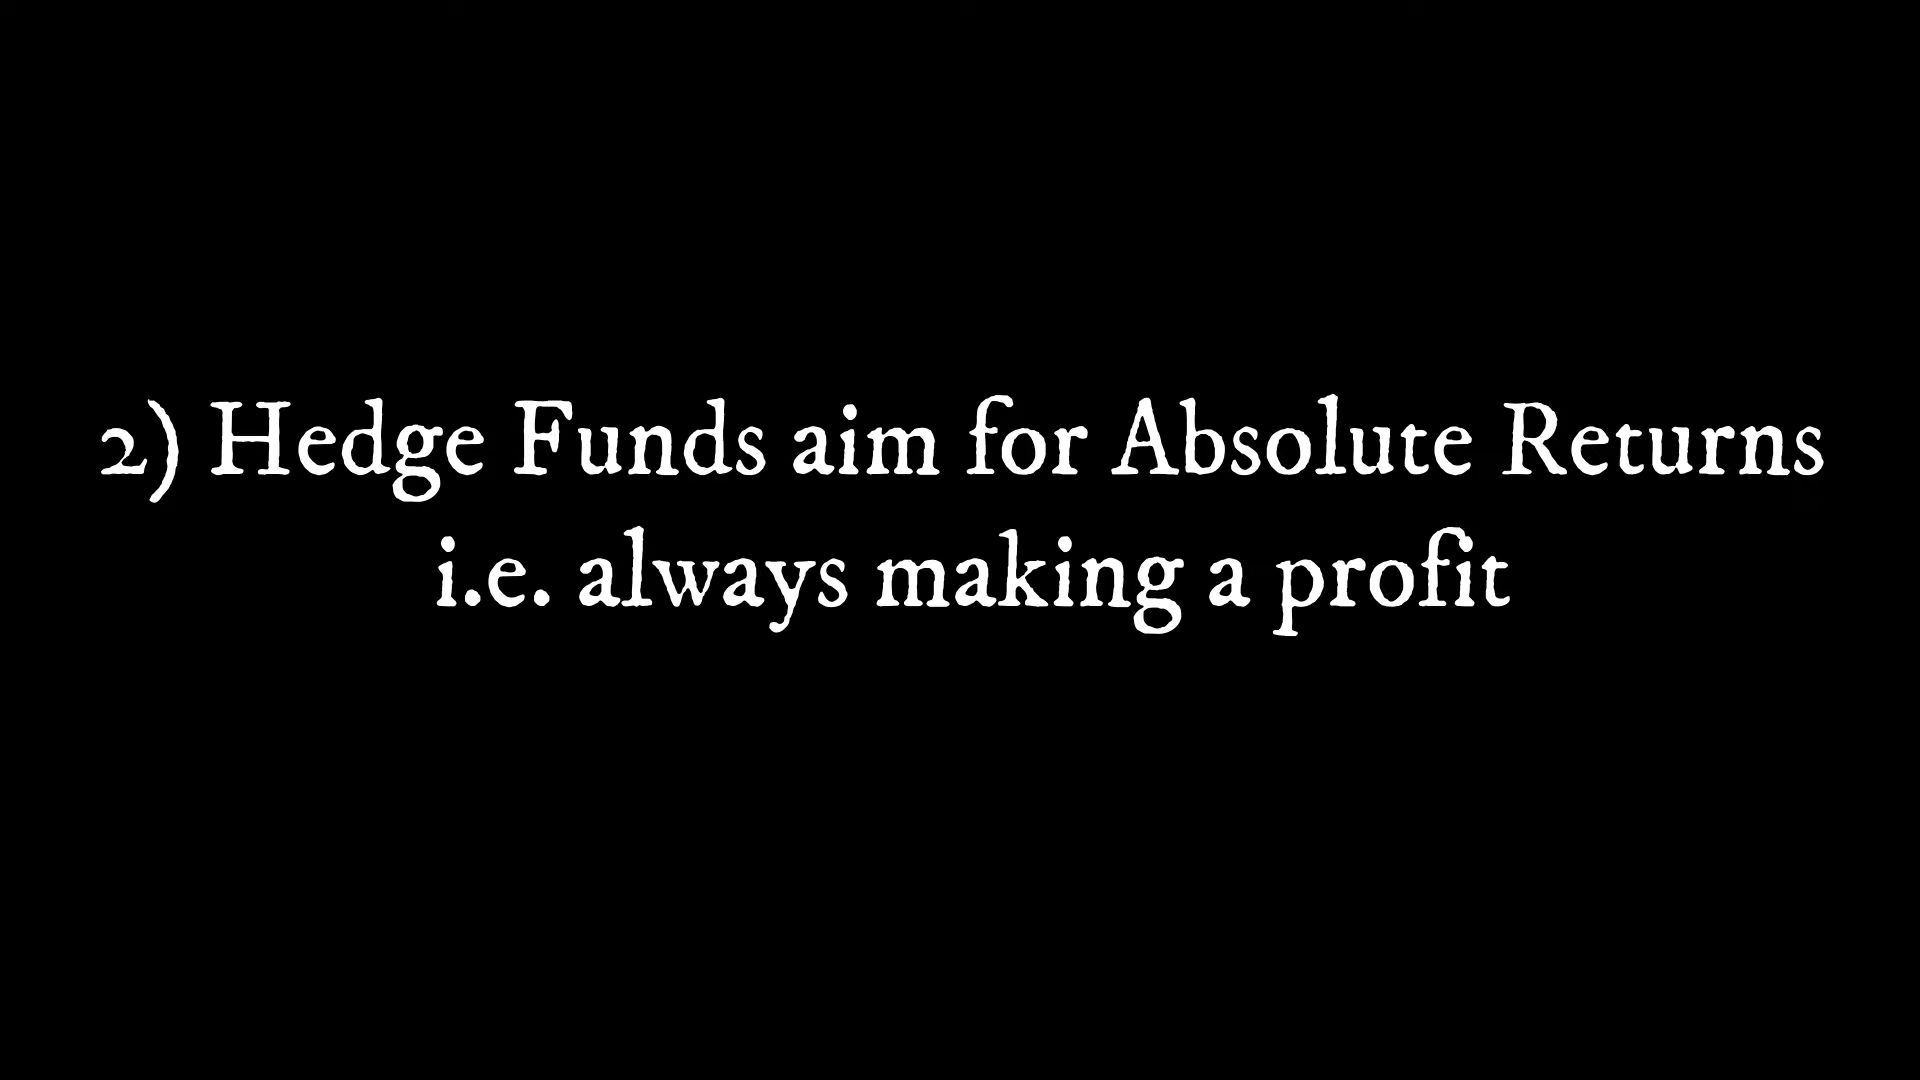 2) Hedge Funds aim for Absolute Returns
i.e. always making a profit